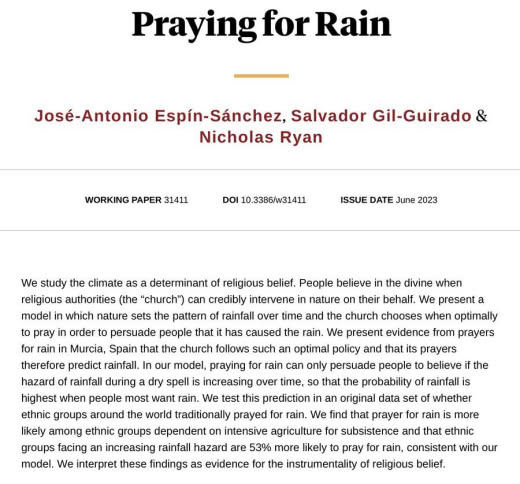 Praying for Rain
José-Antonio Espín-Sánchez, Salvador Gil-Guirado &
Nicholas Ryan
WORKING PAPER 31411 DOI 10.3386/w31411 ISSUE DATE June 2023
We study the climate as a determinant of religious belief. People believe in the divine when
religious authorities (the “church”) can credibly intervene in nature on their behalf. We present a
model in which nature sets the pattern of rainfall over time and the church chooses when optimally
to pray in order to persuade people that it has caused the rain. We present evidence from prayers
for rain in Murcia, Spain that the church follows such an optimal policy and that its prayers
therefore predict rainfall. In our model, praying for rain can only persuade people to believe if the
hazard of rainfall during a dry spell is increasing over time, so that the probability of rainfall is
highest when people most want rain. We test this prediction in an original data set of whether
ethnic groups around the world traditionally prayed for rain. We find that prayer for rain is more
likely among ethnic groups dependent on intensive agriculture for subsistence and that ethnic
groups facing an increasing rainfall hazard are 53% more likely to pray for rain, consistent with our
model. We interpret these findings as evidence for the instrumentality of religious belief.